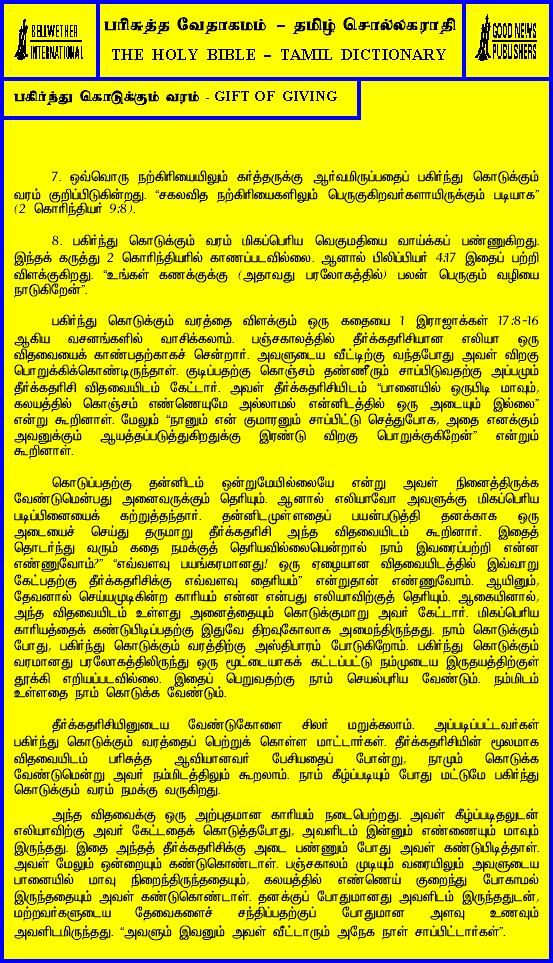 BELLWETHER
INTERNATIONAL
பரிசுத்த வேதாகமம் – தமிழ் சொல்லகராதி
THE HOLY BIBLE – TAMIL DICTIONARY
GOOD NEWS
PUBLISHERS
பகிர்ந்து கொடுக்கும் வரம் - GIFT OF GIVING
7. ஒவ்வொரு நற்கிரியையிலும் கர்த்தருக்கு ஆர்வமிருப்பதைப் பகிர்ந்து கொடுக்கும்
வரம் குறிப்பிடுகின்றது. “சகலவித நற்கிரியைகளிலும் பெருகுகிறவர்களாயிருக்கும் படியாக”
(2 கொரிந்தியர் 9:8).
8. பகிர்ந்து கொடுக்கும் வரம் மிகப்பெரிய வெகுமதியை வாய்க்கப் பண்ணுகிறது.
இந்தக் கருத்து 2 கொரிந்தியரில் காணப்படவில்லை. ஆனால் பிலிப்பியர் 4:17 இதைப் பற்றி
விளக்குகிறது. “உங்கள் கணக்குக்கு (அதாவது பரலோகத்தில்) பலன் பெருகும் வழியை
நாடுகிறேன்”.
பகிர்ந்து கொடுக்கும் வரத்தை விளக்கும் ஒரு கதையை 1 இராஜாக்கள் 17:8-16
ஆகிய வசனங்களில் வாசிக்கலாம். பஞ்சகாலத்தில் தீர்க்கதரிசியான எலியா ஒரு
விதவையைக் காண்பதற்காகச் சென்றார். அவளுடைய வீட்டிற்கு வந்தபோது அவள் விறகு
பொறுக்கிக்கொண்டிருந்தாள். குடிப்பதற்கு கொஞ்சம் தண்ணீரும் சாப்பிடுவதற்கு அப்பமும்
தீர்க்கதரிசி விதவையிடம் கேட்டார். அவள் தீர்க்கதரிசியிடம் “பானையில் ஒருபிடி மாவும்,
கலயத்தில் கொஞ்சம் எண்ணெயுமே அல்லாமல் என்னிடத்தில் ஒரு அடையும் இல்லை”
என்று கூறினாள். மேலும் “நானும் என் குமாரனும் சாப்பிட்டு செத்துபோக, அதை எனக்கும்
அவனுக்கும் ஆயத்தப்படுத்துகிறதுக்கு இரண்டு விறகு பொறுக்குகிறேன்” என்றும்
கூறினாள்.
கொடுப்பதற்கு தன்னிடம் ஒன்றுமேயில்லையே என்று அவள் நினைத்திருக்க
வேண்டுமென்பது அனைவருக்கும் தெரியும். ஆனால் எலியாவோ அவளுக்கு மிகப்பெரிய
படிப்பினையைக் கற்றுத்தந்தார். தன்னிடமுள்ளதைப் பயன்படுத்தி தனக்காக ஒரு
அடையைச் செய்து தருமாறு தீர்க்கதரிசி அந்த விதவையிடம் கூறினார். இதைத்
தொடர்ந்து வரும் கதை நமக்குத் தெரியவில்லையென்றால் நாம் இவரைப்பற்றி என்ன
எண்ணுவோம்?” “எவ்வளவு பயங்கரமானது! ஒரு ஏழையான விதவையிடத்தில் இவ்வாறு
கேட்பதற்கு தீர்க்கதரிசிக்கு எவ்வளவு தைரியம்” என்றுதான் எண்ணுவோம். ஆயினும்,
தேவனால் செய்யமுடிகின்ற காரியம் என்ன என்பது எலியாவிற்குத் தெரியும். ஆகையினால்,
அந்த விதவையிடம் உள்ளது அனைத்தையும் கொடுக்குமாறு அவர் கேட்டார். மிகப்பெரிய
காரியத்தைக் கண்டுபிடிப்பதற்கு இதுவே திறவுகோலாக அமைந்திருந்தது. நாம் கொடுக்கும்
போது, பகிர்ந்து கொடுக்கும் வரத்திற்கு அஸ்திபாரம் போடுகிறோம். பகிர்ந்து கொடுக்கும்
வரமானது பரலோகத்திலிருந்து ஒரு மூட்டையாகக் கட்டப்பட்டு நம்முடைய இருதயத்திற்குள்
தூக்கி எறியப்படவில்லை. இதைப் பெறுவதற்கு நாம் செயல்புரிய வேண்டும். நம்மிடம்
உள்ளதை நாம் கொடுக்க வேண்டும்.
தீர்க்கதரிசியினுடைய வேண்டுகோளை சிலர் மறுக்கலாம். அப்படிப்பட்டவர்கள்
பகிர்ந்து கொடுக்கும் வரத்தைப் பெற்றுக் கொள்ள மாட்டார்கள். தீர்க்கதரிசியின் மூலமாக
விதவையிடம் பரிசுத்த ஆவியானவர் பேசியதைப் போன்று, நாமும் கொடுக்க
வேண்டுமென்று அவர் நம்மிடத்திலும் கூறலாம். நாம் கீழ்ப்படியும் போது மட்டுமே பகிர்ந்து
கொடுக்கும் வரம் நமக்கு வருகிறது.
அந்த விதவைக்கு ஒரு அற்புதமான காரியம் நடைபெற்றது. அவள் கீழ்ப்படிதலுடன்
எலியாவிற்கு அவர் கேட்டதைக் கொடுத்தபோது, அவளிடம் இன்னும் எண்ணையும் மாவும்
இருந்தது. இதை அந்தத் தீர்க்கதரிசிக்கு அடை பண்ணும் போது அவள் கண்டுபிடித்தாள்.
அவள் மேலும் ஒன்றையும் கண்டுகொண்டாள். பஞ்சகாலம் முடியும் வரையிலும் அவளுடைய
பானையில் மாவு நிறைந்திருந்ததையும், கலயத்தில் எண்ணெய் குறைந்து போகாமல்
இருந்ததையும் அவள் கண்டுகொண்டாள். தனக்குப் போதுமானது அவளிடம் இருந்ததுடன்,
மற்றவர்களுடைய தேவைகளைச் சந்திப்பதற்குப் போதுமான அளவு உணவும்
அவளிடமிருந்தது. “அவளும் இவனும் அவள் வீட்டாரும் அநேக நாள் சாப்பிட்டார்கள்”.